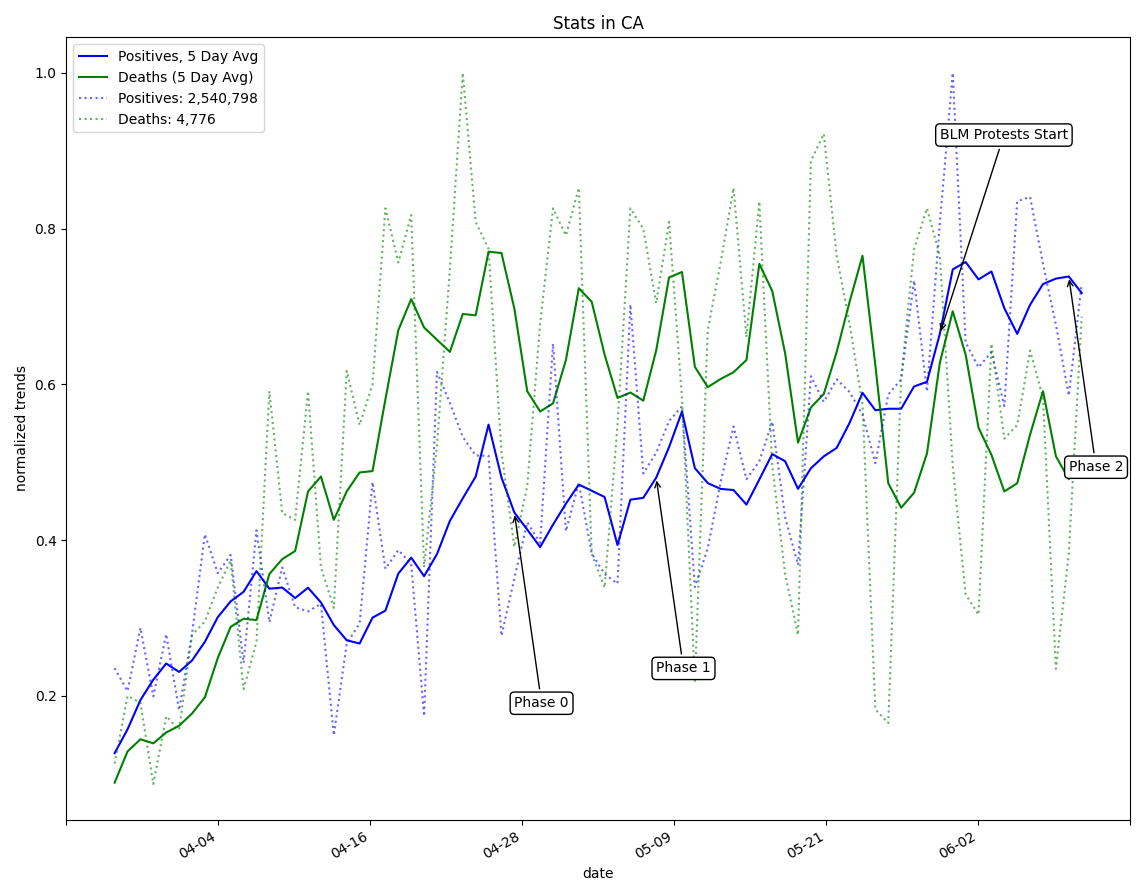 Stats in CA
Positives, 5 Day Avg
Deaths (5 Day Avg)
Positives: 2,540,798
Deaths: 4,776
normalized trends
1.0
0.8
0.6
0.4
0.2
BLM Protests Start
Phase 2
Phase 1
Phase 0
04-04
04-16
04-28
05-09
05-21
06-02
date